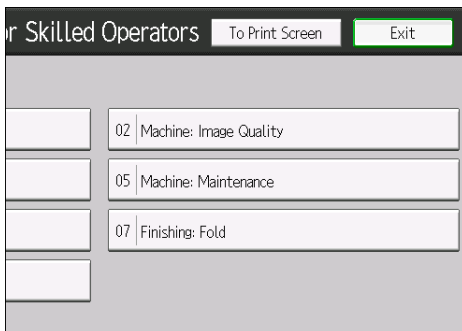 r Skilled Operators To Print Screen Exit
02 Machine: Image Quality
05 Machine: Maintenance
07 Finishing: Fold